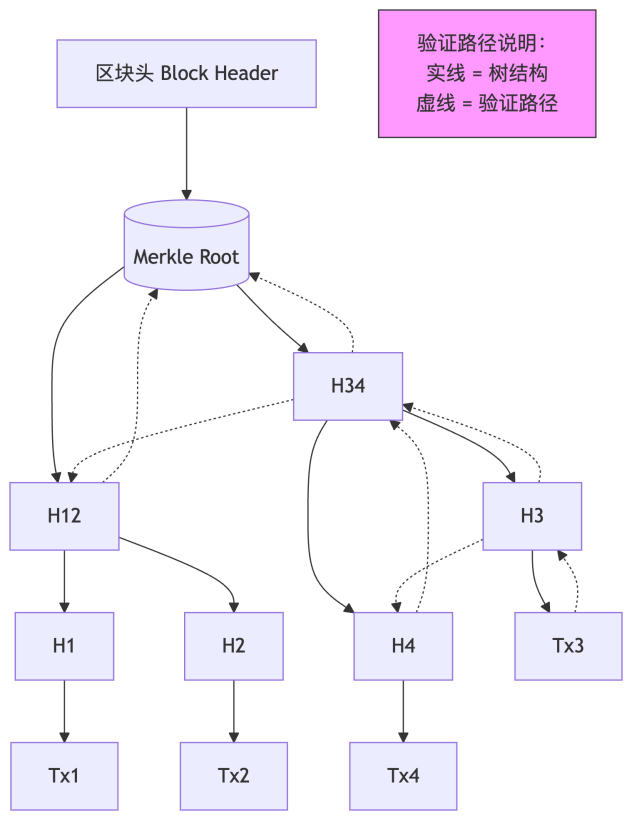 验证路径说明：
实线 = 树结构
虚线 = 验证路径
区块头 Block Header
Merkle Root
H34
H12
H3
H1
H2
H4
Tx3
Tx1
Tx2
Tx4